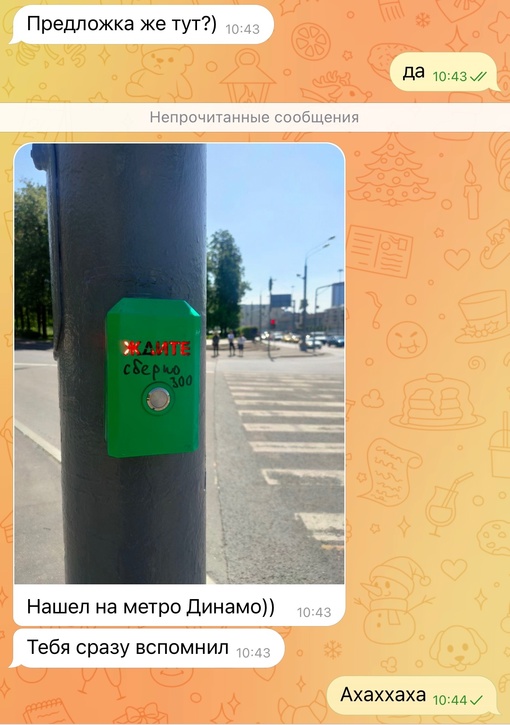 Предложка же тут?) 10:43
да 10:43
Непрочитанные сообщения
ЖДИТЕ
сберно
300
Нашел на метро Динамо)) 10:43
Тебя сразу вспомнил 10:43
Ахаххаха 10:44